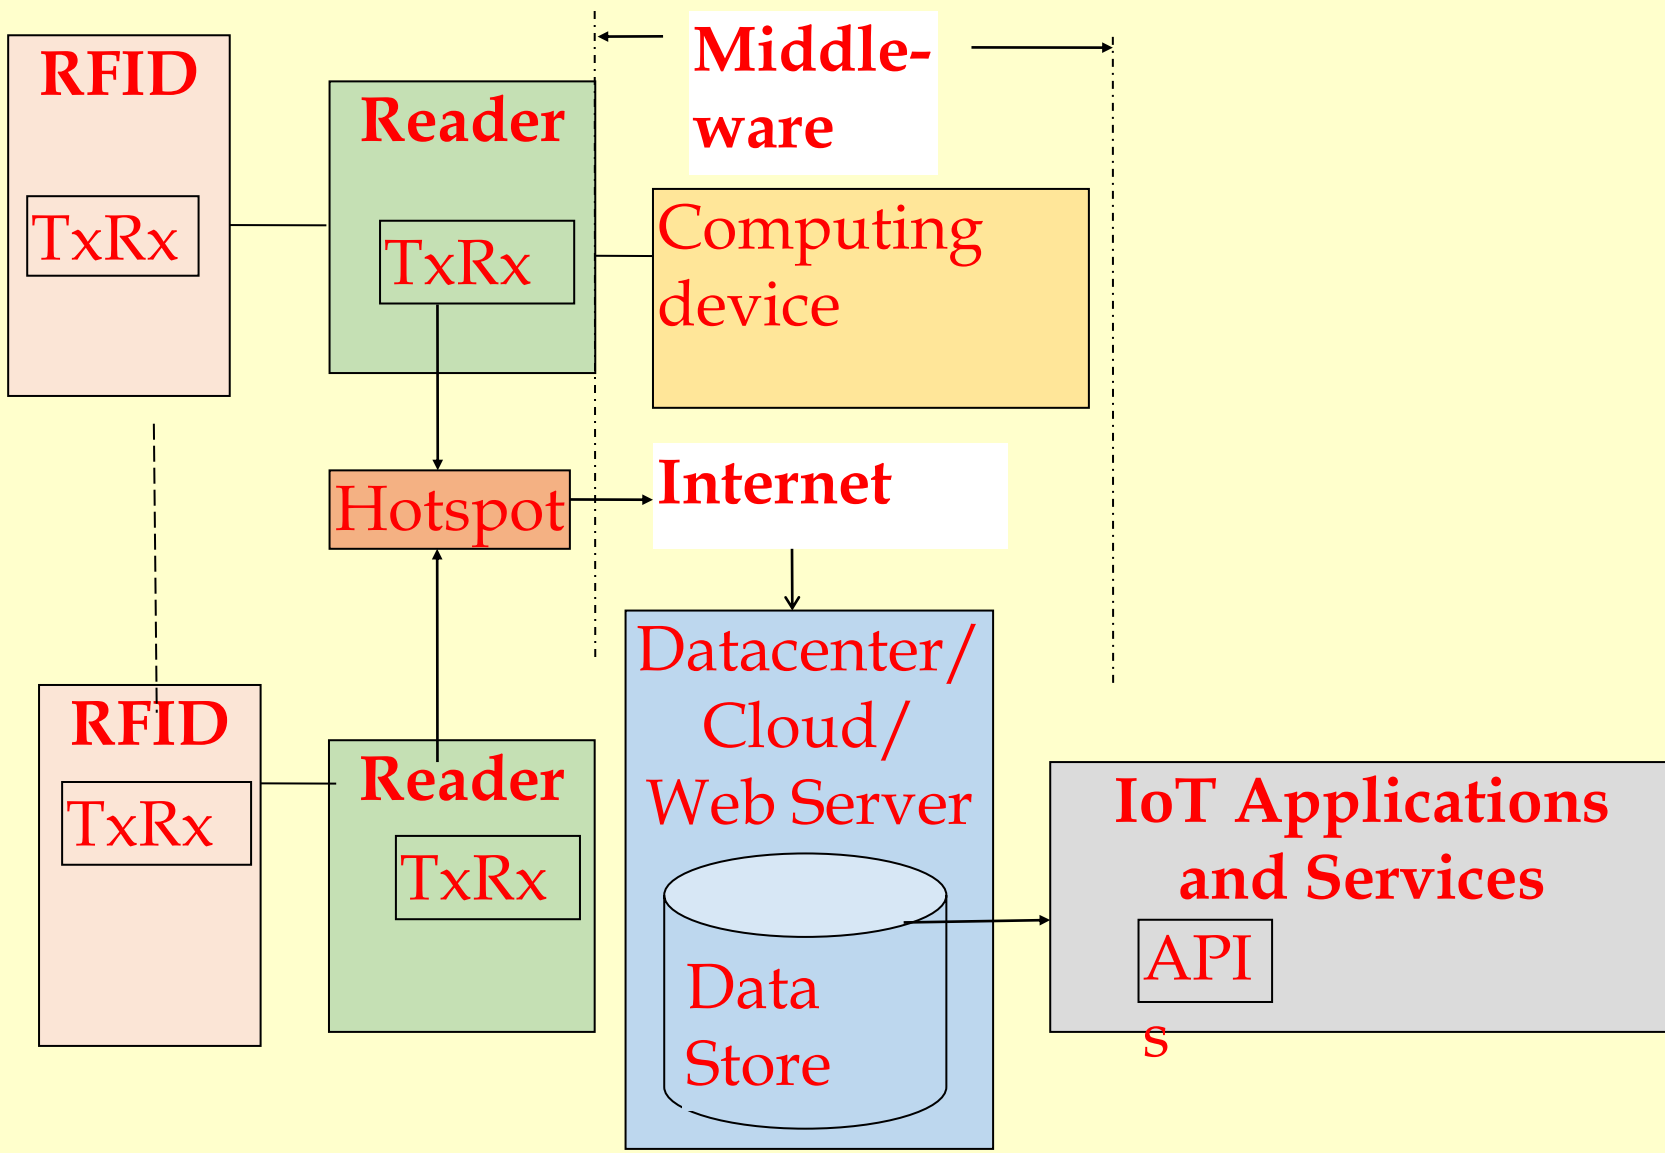 RFID
TxRx
Reader
TxRx
Middle-
ware
Computing
device
Hotspot
Internet
RFID
TxRx
Reader
TxRx
Datacenter/
Cloud/
Web Server
Data
Store
IoT Applications
and Services
API
s